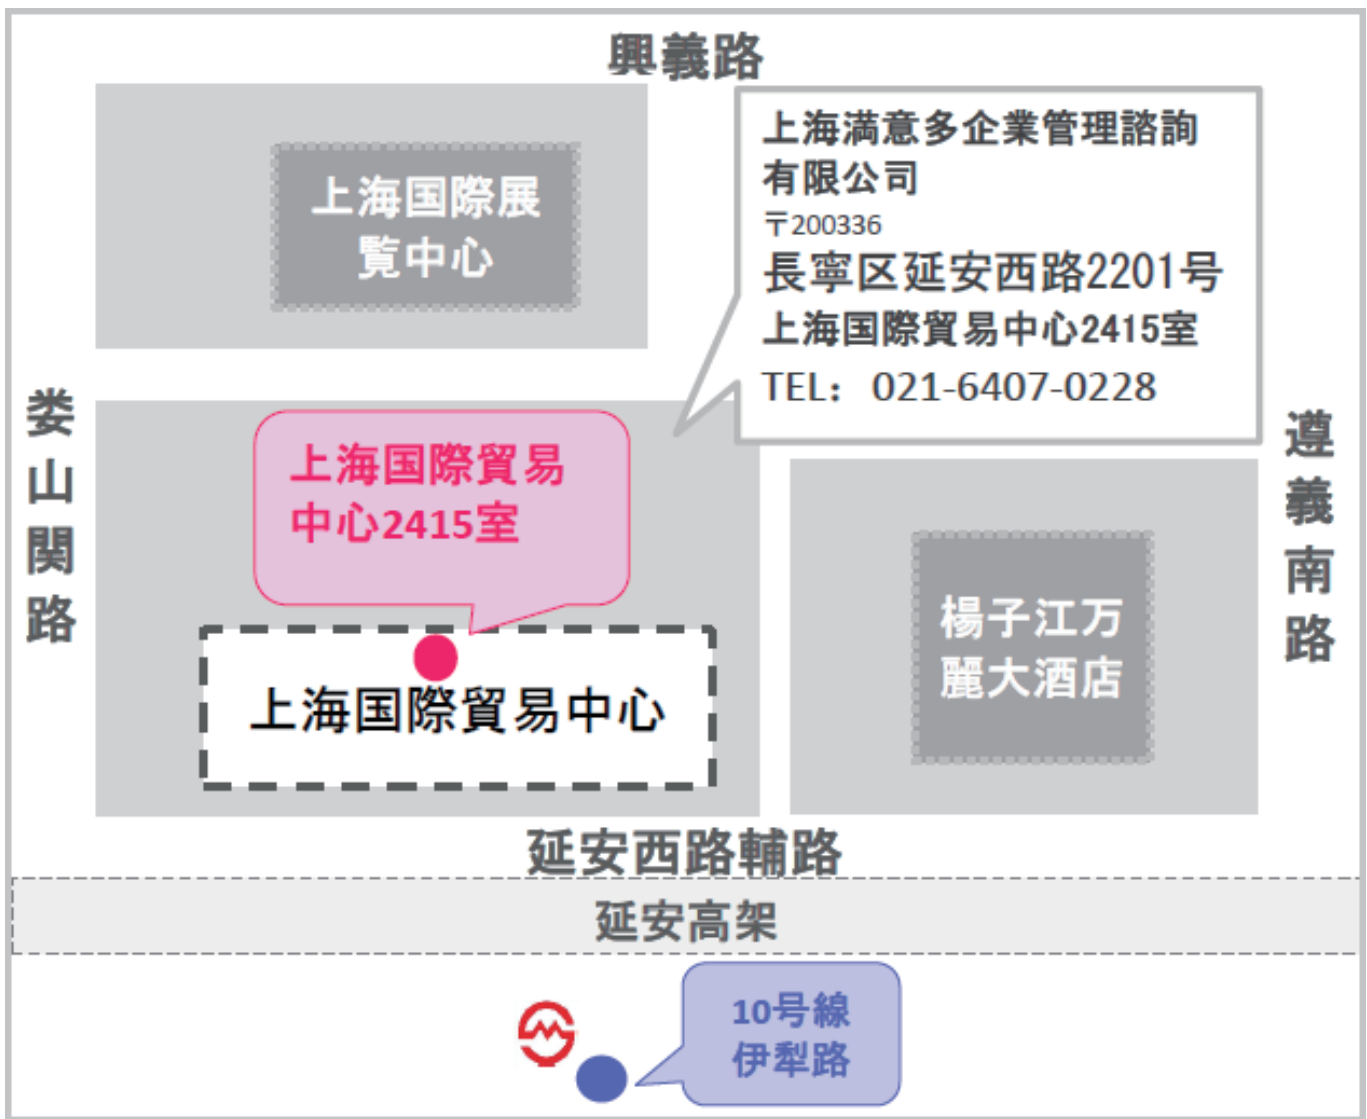 興義路
上海満意多企業管理諮詢
有限公司
〒200336
長寧区延安西路2201号
上海国際貿易中心2415室
TEL： 021-6407-0228
上海国際展
覧中心
娄山関路
上海国際貿易
中心2415室
上海国際貿易中心
遵義南路
楊子江万
麗大酒店
延安西路輔路
延安高架
10号線
伊犁路